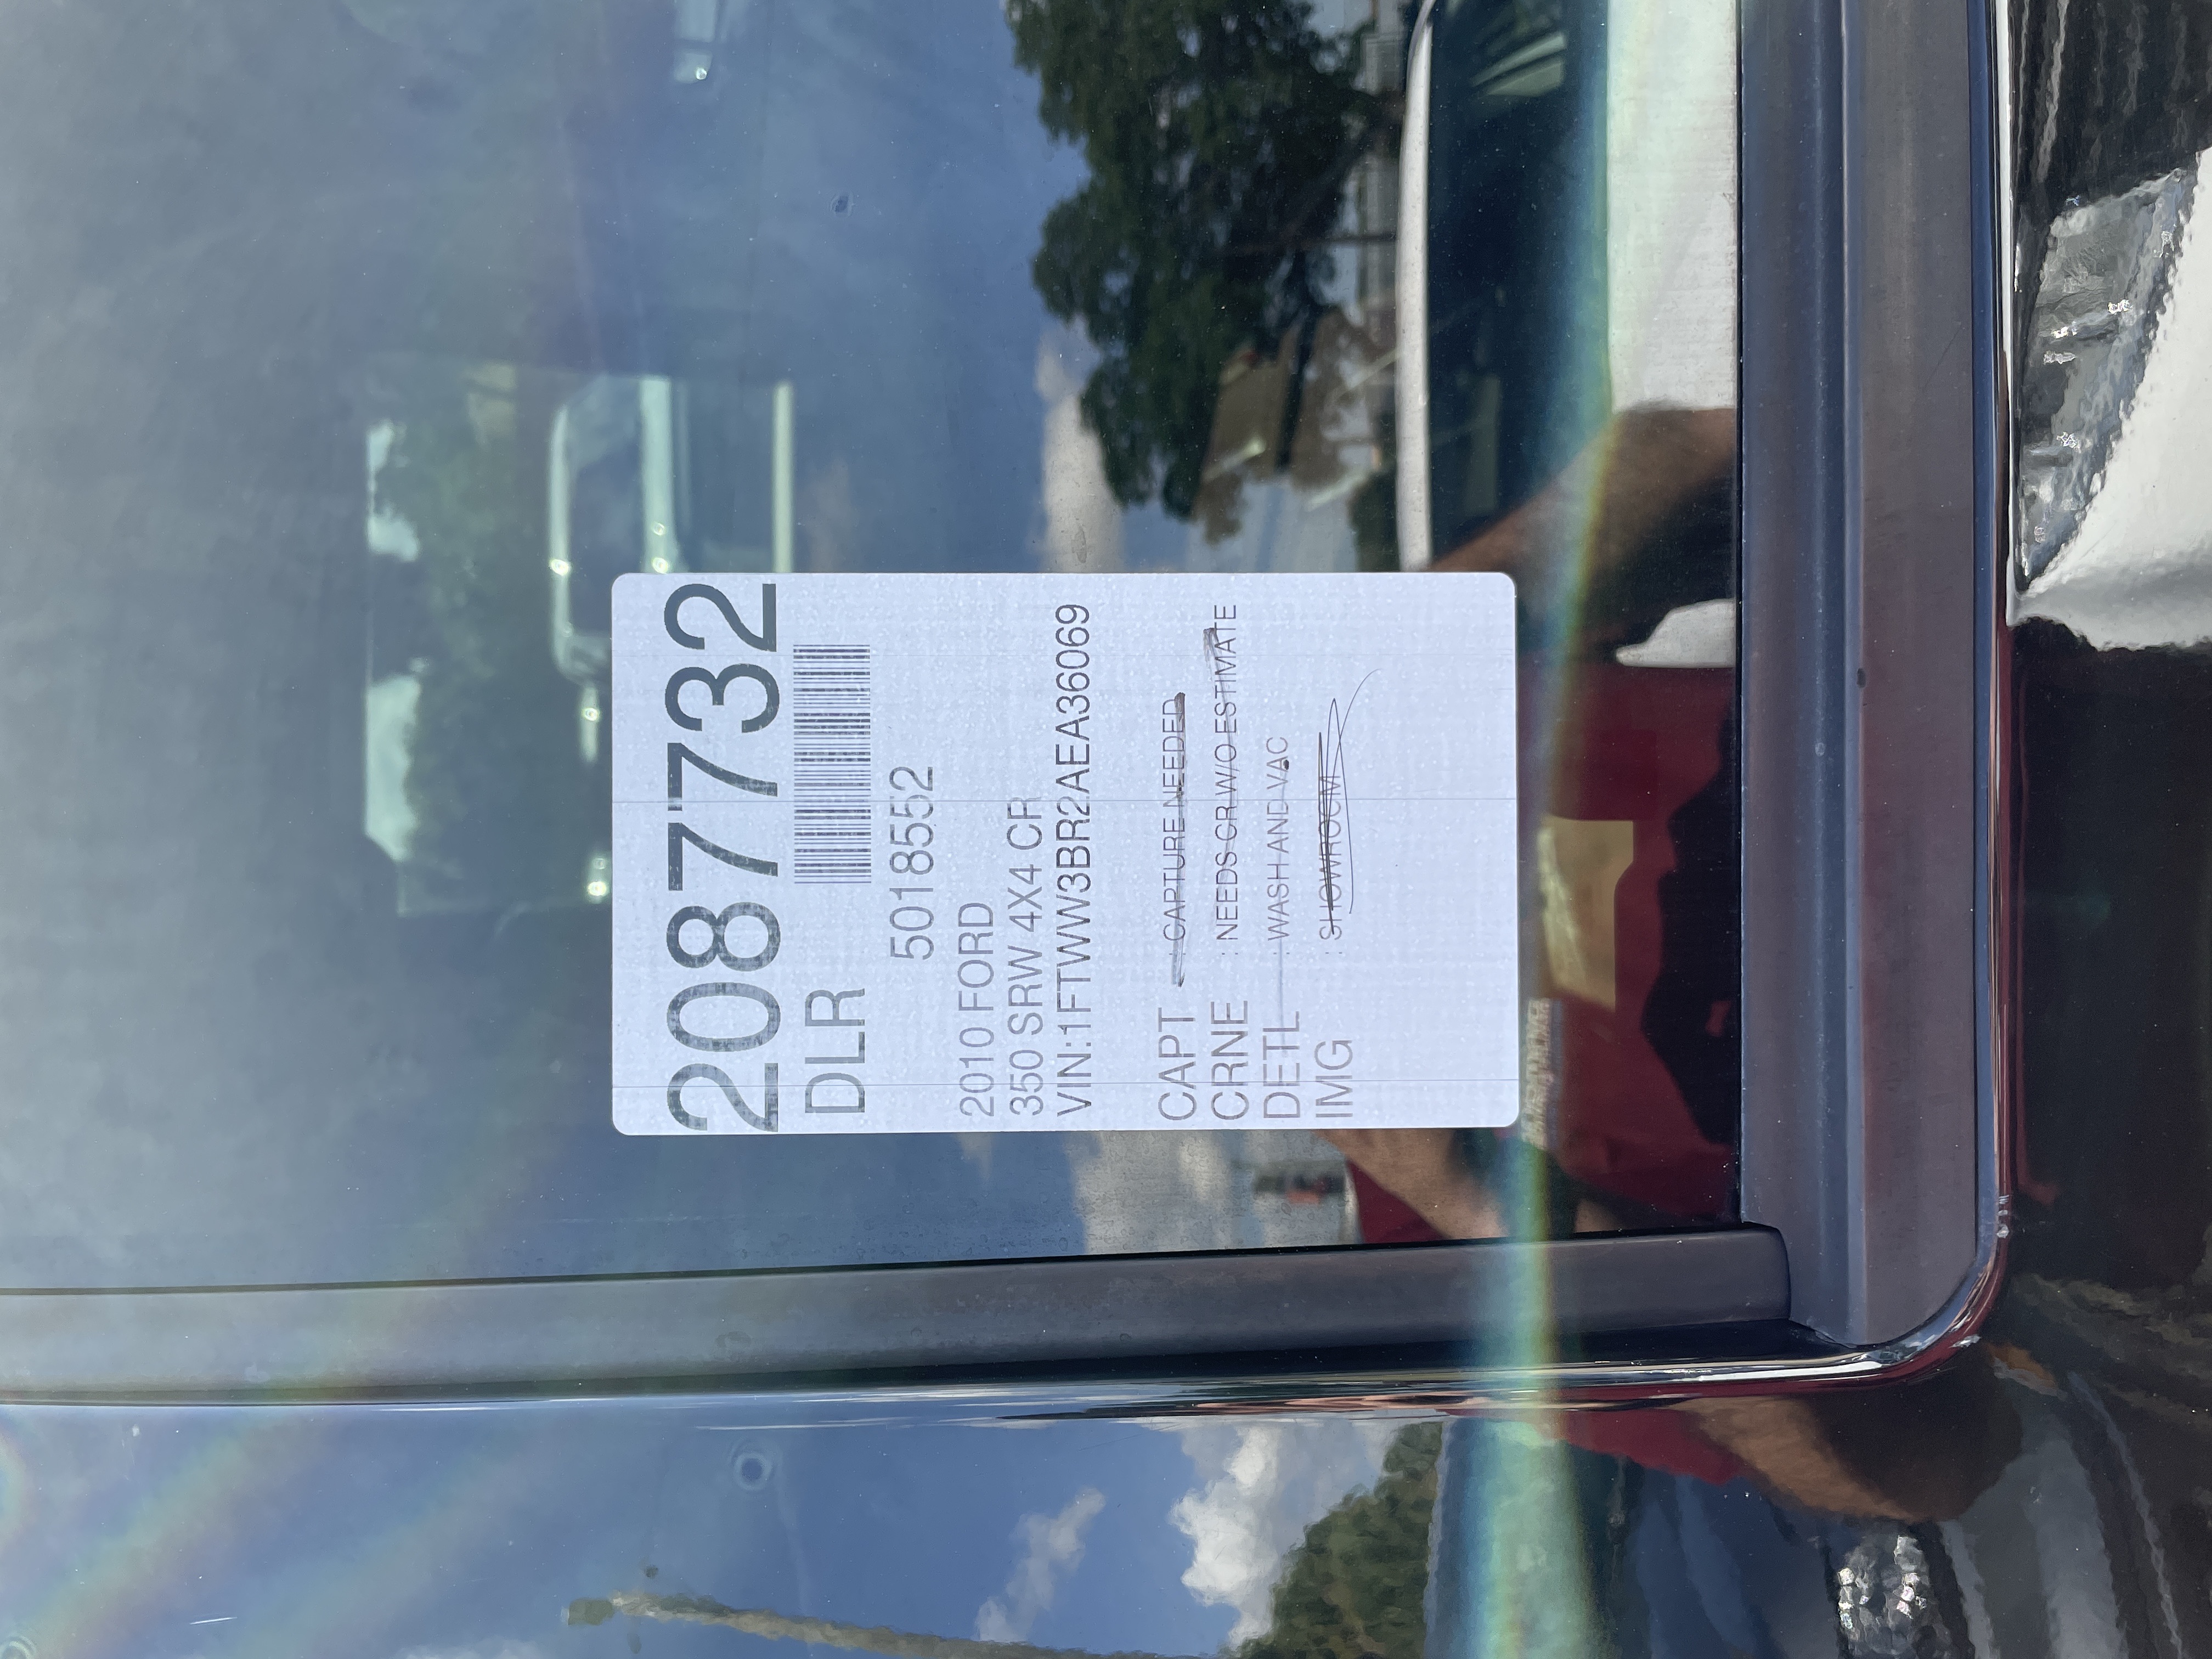 2087732
DLR
5018552
2010 FORD
350 SRW 4X4 CR
VIN:1FTWW3BR2AEA36069
CAPT : CAPTURE NEEDED
CRNE : NEEDS CR W/O ESTIMATE
DETL : WASH AND VAC
IMG : SHOWROOM